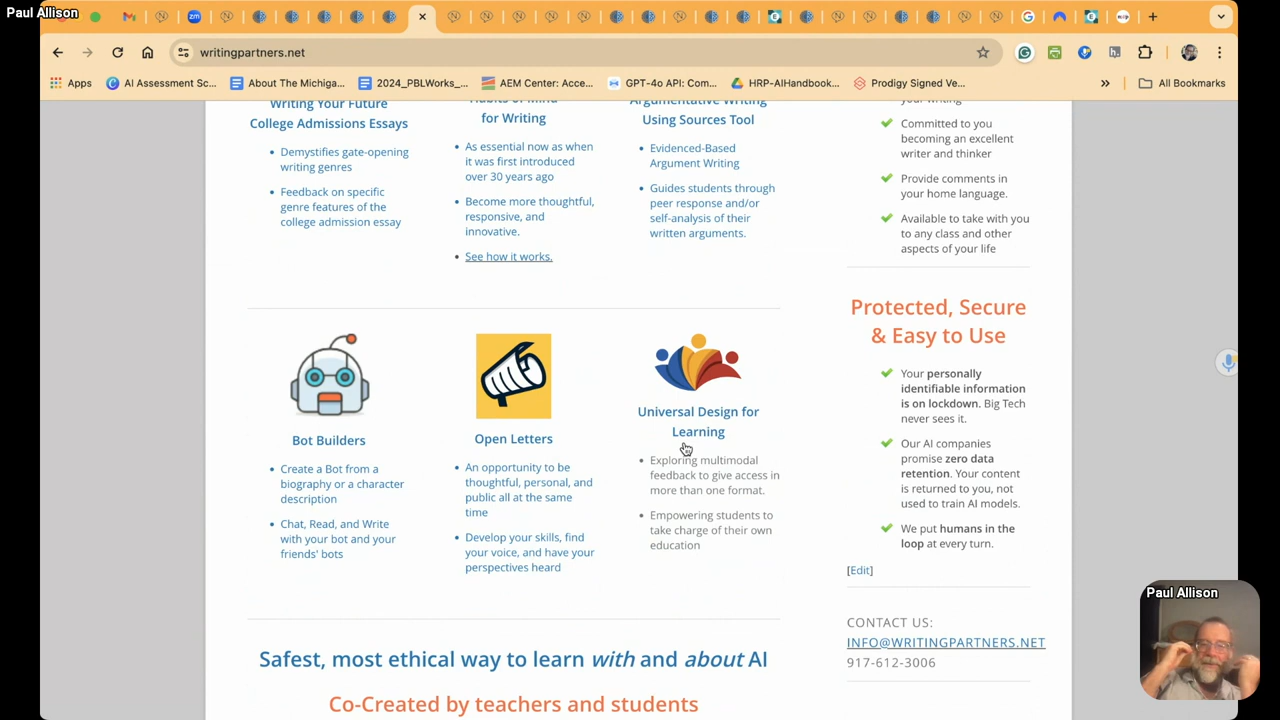 Paul Allison
writingpartners.net
Apps
AI Assessment Sc...
About The Michiga...
2024_PBLWorks_...
AEM Center: Acce...
GPT-4o API: Com...
HRP-AIHandbook...
Prodigy Signed Ve...
All Bookmarks
Writing Your Future
College Admissions Essays
Demystifies gate-opening
writing genres
Feedback on specific
genre features of the
college admission essay
Habits of Mind
for Writing
As essential now as when
it was first introduced
over 30 years ago
Become more thoughtful,
responsive, and
innovative.
See how it works.
Argumentative Writing
Using Sources Tool
Evidenced-Based
Argument Writing
Guides students through
peer response and/or
self-analysis of their
written arguments.
Bot Builders
Create a Bot from a
biography or a character
description
Chat, Read, and Write
with your bot and your
friends' bots
Open Letters
An opportunity to be
thoughtful, personal, and
public all at the same
time
Develop your skills, find
your voice, and have your
perspectives heard
Universal Design for
Learning
Exploring multimodal
feedback to give access in
more than one format.
Empowering students to
take charge of their own
education
Safest, most ethical way to learn with and about AI
Co-Created by teachers and students
your writing
Committed to you
becoming an excellent
writer and thinker
Provide comments in
your home language.
Available to take with you
to any class and other
aspects of your life
Protected, Secure
& Easy to Use
Your personally
identifiable information
is on lockdown. Big Tech
never sees it.
Our AI companies
promise zero data
retention. Your content
is returned to you, not
used to train AI models.
We put humans in the
loop at every turn.
[Edit]
CONTACT US:
INFO@WRITINGPARTNERS.NET
917-612-3006
Paul Allison